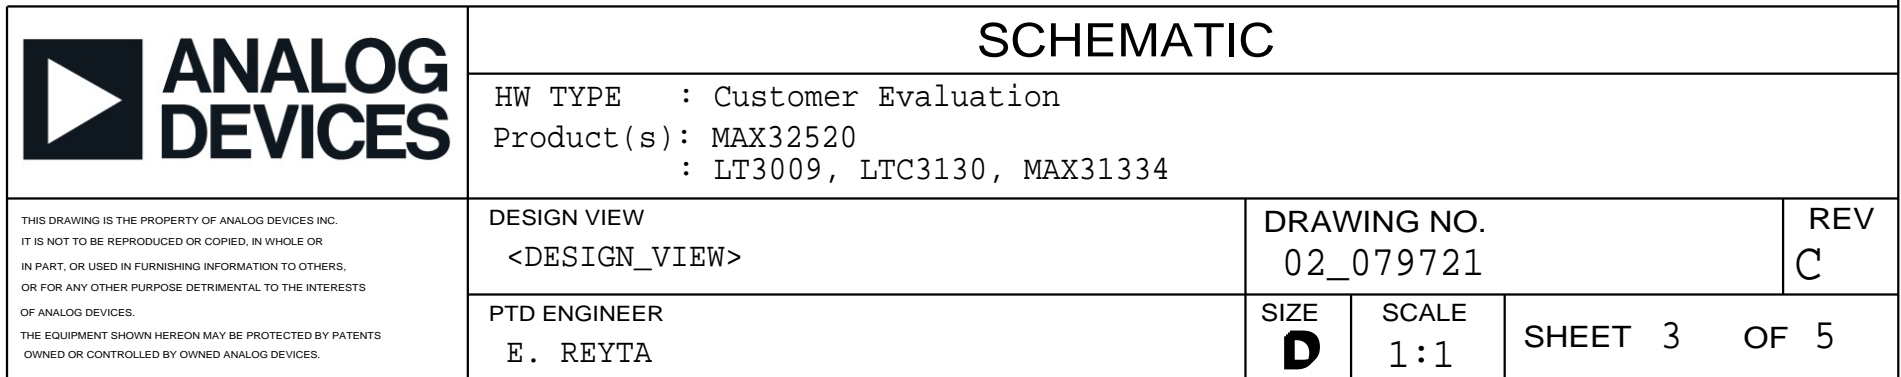 ANALOG
DEVICES
SCHEMATIC
HW TYPE : Customer Evaluation
Product(s): MAX32520
: LT3009, LTC3130, MAX31334
THIS DRAWING IS THE PROPERTY OF ANALOG DEVICES INC.
IT IS NOT TO BE REPRODUCED OR COPIED, IN WHOLE OR
IN PART, OR USED IN FURNISHING INFORMATION TO OTHERS,
OR FOR ANY OTHER PURPOSE DETRIMENTAL TO THE INTERESTS
OF ANALOG DEVICES.
THE EQUIPMENT SHOWN HEREON MAY BE PROTECTED BY PATENTS
OWNED OR CONTROLLED BY OWNED ANALOG DEVICES.
DESIGN VIEW
<DESIGN_VIEW>
DRAWING NO.
02_079721
REV
C
PTD ENGINEER
E. REYTA
SIZE
D
SCALE
1:1
SHEET 3 OF 5